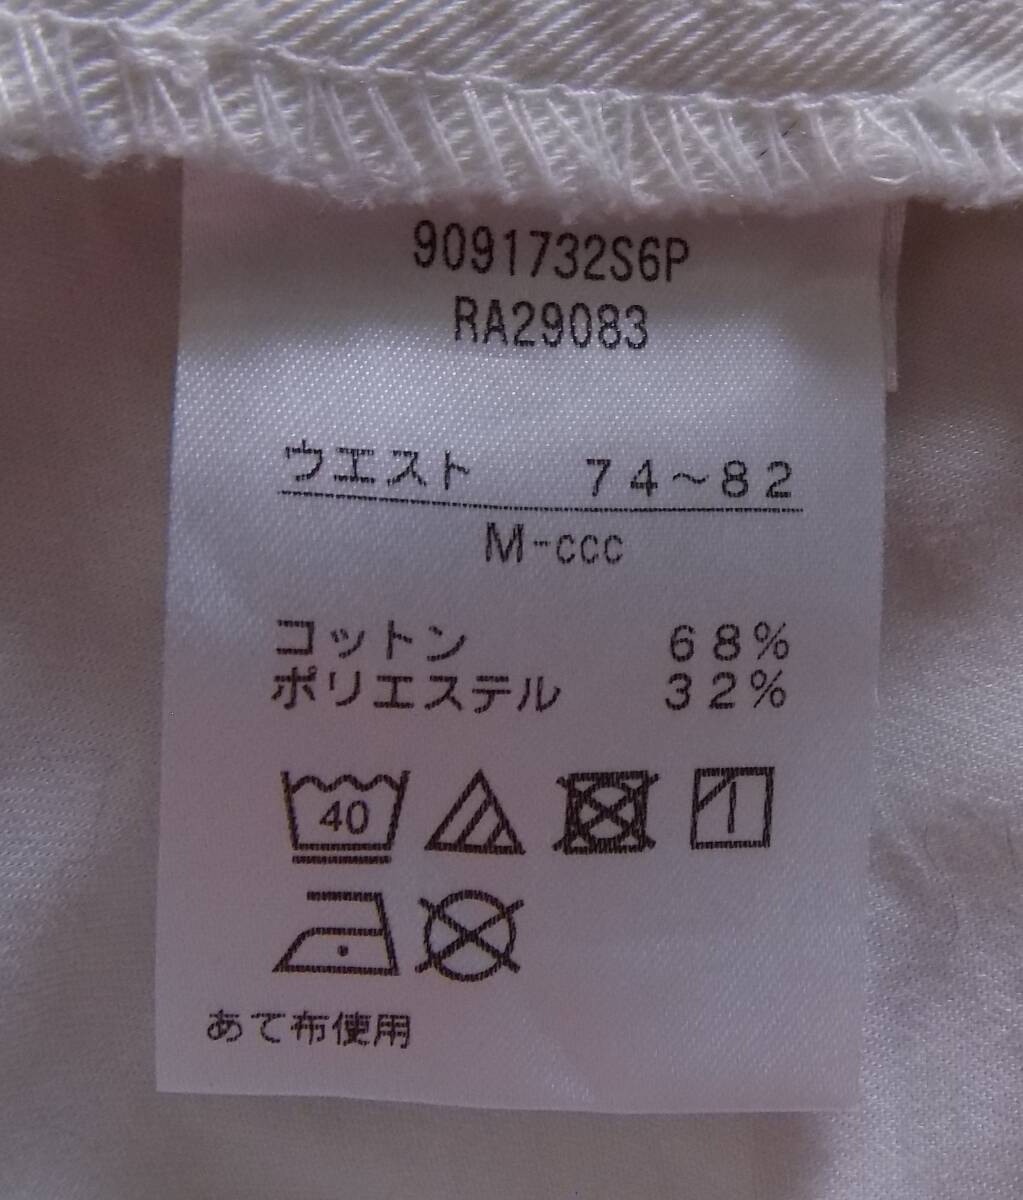 9091732S6P
RA29083
ウエスト 74~82
M-ccc
コットン 68%
ポリエステル 32%
40
あて布使用